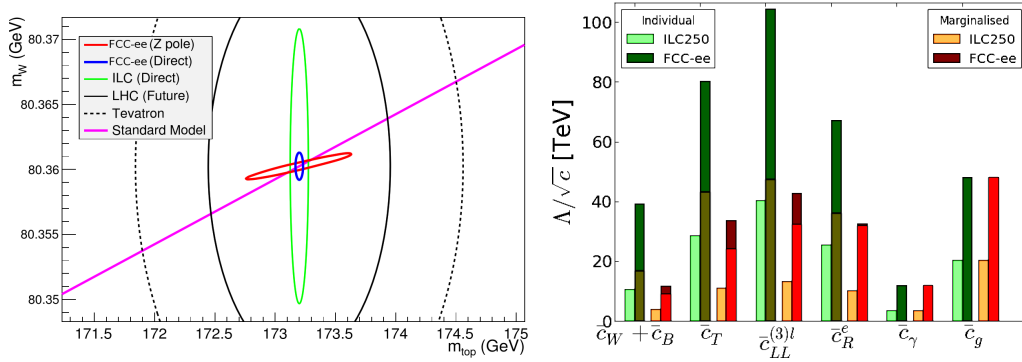 m_W (GeV)
80.37
80.365
80.36
80.355
80.35
FCC-ee (Z pole)
FCC-ee (Direct)
ILC (Direct)
LHC (Future)
Tevatron
Standard Model
171.5 172 172.5 173 173.5 174 174.5 175
m_top (GeV)
Λ/√c [TeV]
100
80
60
40
20
0
Individual
ILC250
FCC-ee
Marginalised
ILC250
FCC-ee
c̄_W + c̄_B c̄_T c̄_LL^(3)l c̄_R^e c̄_γ c̄_g